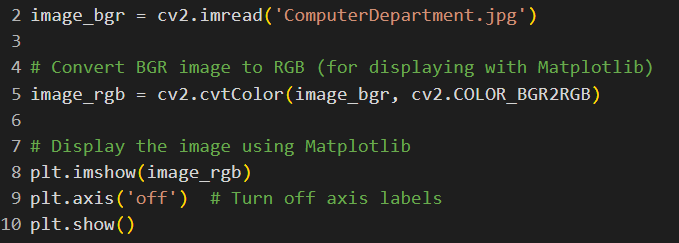 2 image_bgr = cv2.imread('ComputerDepartment.jpg')
3
4 # Convert BGR image to RGB (for displaying with Matplotlib)
5 image_rgb = cv2.cvtColor(image_bgr, cv2.COLOR_BGR2RGB)
6
7 # Display the image using Matplotlib
8 plt.imshow(image_rgb)
9 plt.axis('off')  # Turn off axis labels
10 plt.show()